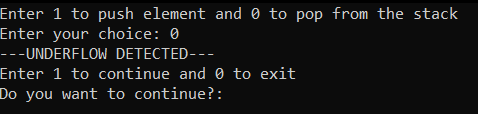 Enter 1 to push element and 0 to pop from the stack
Enter your choice: 0
---UNDERFLOW DETECTED---
Enter 1 to continue and 0 to exit
Do you want to continue?: